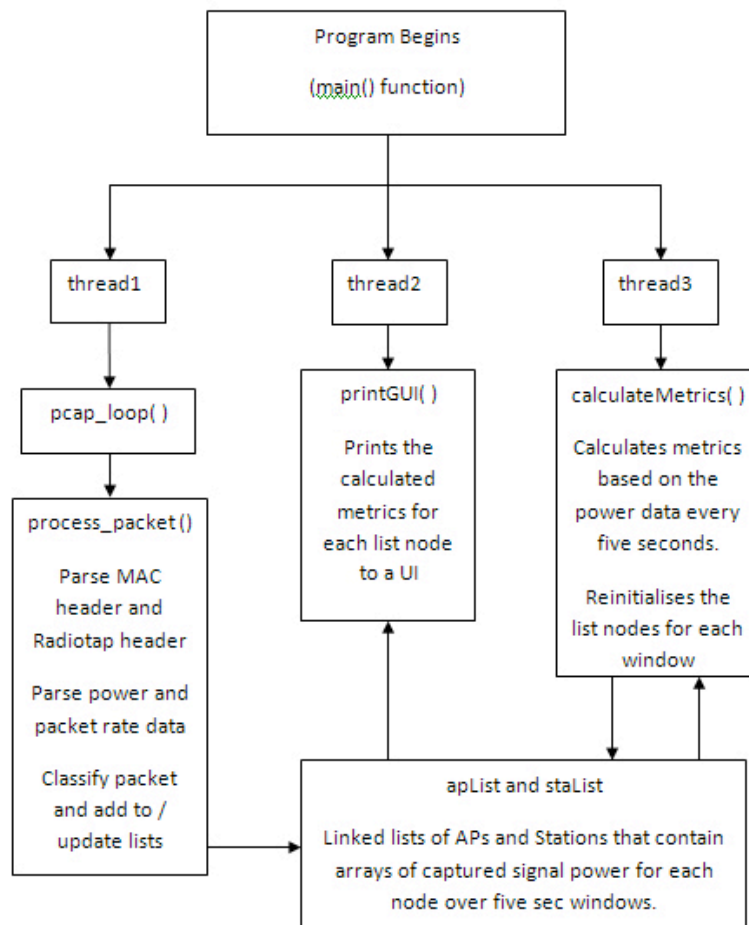 Program Begins
(main() function)
thread1
thread2
thread3
pcap_loop( )
process_packet()
Parse MAC
header and
Radiotap header
Parse power and
packet rate data
Classify packet
and add to /
update lists
printGUI( )
Prints the
calculated
metrics for
each list node
to a UI
calculateMetrics( )
Calculates metrics
based on the
power data every
five seconds.
Reinitialises the
list nodes for each
window
apList and staList
Linked lists of APs and Stations that contain
arrays of captured signal power for each
node over five sec windows.